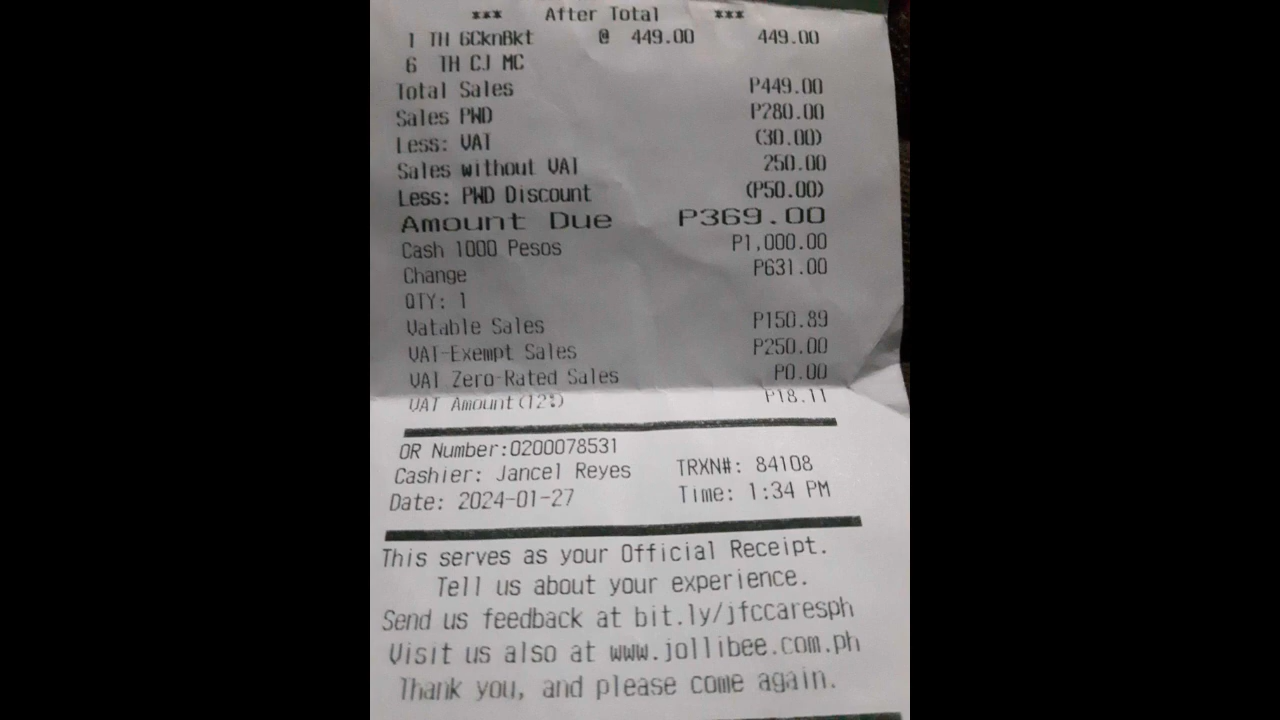 *** After Total ***
1 TH 6CknBkt @ 449.00 449.00
6 TH CJ MC
Total Sales P449.00
Sales PWD P280.00
Less: VAT (30.00)
Sales without VAT 250.00
Less: PWD Discount (P50.00)
Amount Due P369.00
Cash 1000 Pesos P1,000.00
Change P631.00
QTY: 1
Vatable Sales P150.89
VAT-Exempt Sales P250.00
VAT Zero-Rated Sales P0.00
VAT Amount(12%) P18.11
OR Number:0200078531
Cashier: Jancel Reyes TRXN#: 84108
Date: 2024-01-27 Time: 1:34 PM
This serves as your Official Receipt.
Tell us about your experience.
Send us feedback at bit.ly/jfccaresph
Visit us also at www.jollibee.com.ph
Thank you, and please come again.